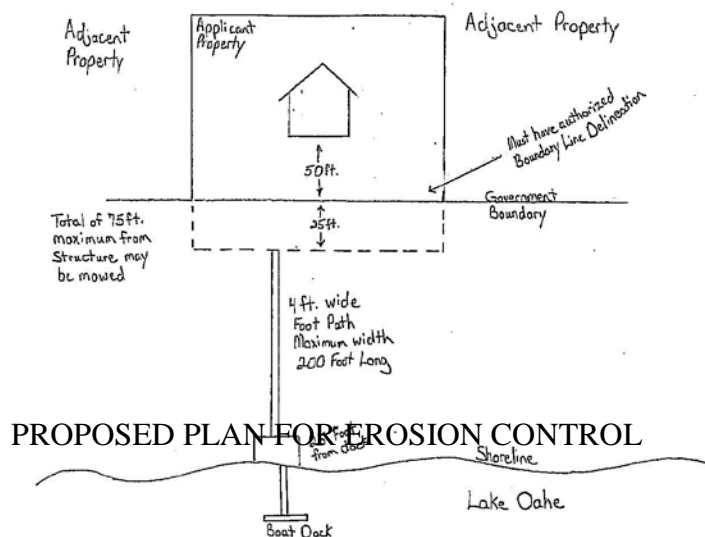 Adjacent
Property
Applicant
Property
Adjacent Property
Must have authorized
Boundary Line Delineation
50ft.
Government
Boundary
25ft.
Total of 75ft.
maximum from
Structure may
be mowed
4 ft. wide
Foot Path
Maximum width
200 Foot Long
PROPOSED PLAN FOR EROSION CONTROL
from dock
Shoreline
Lake Oahe
Boat Dock